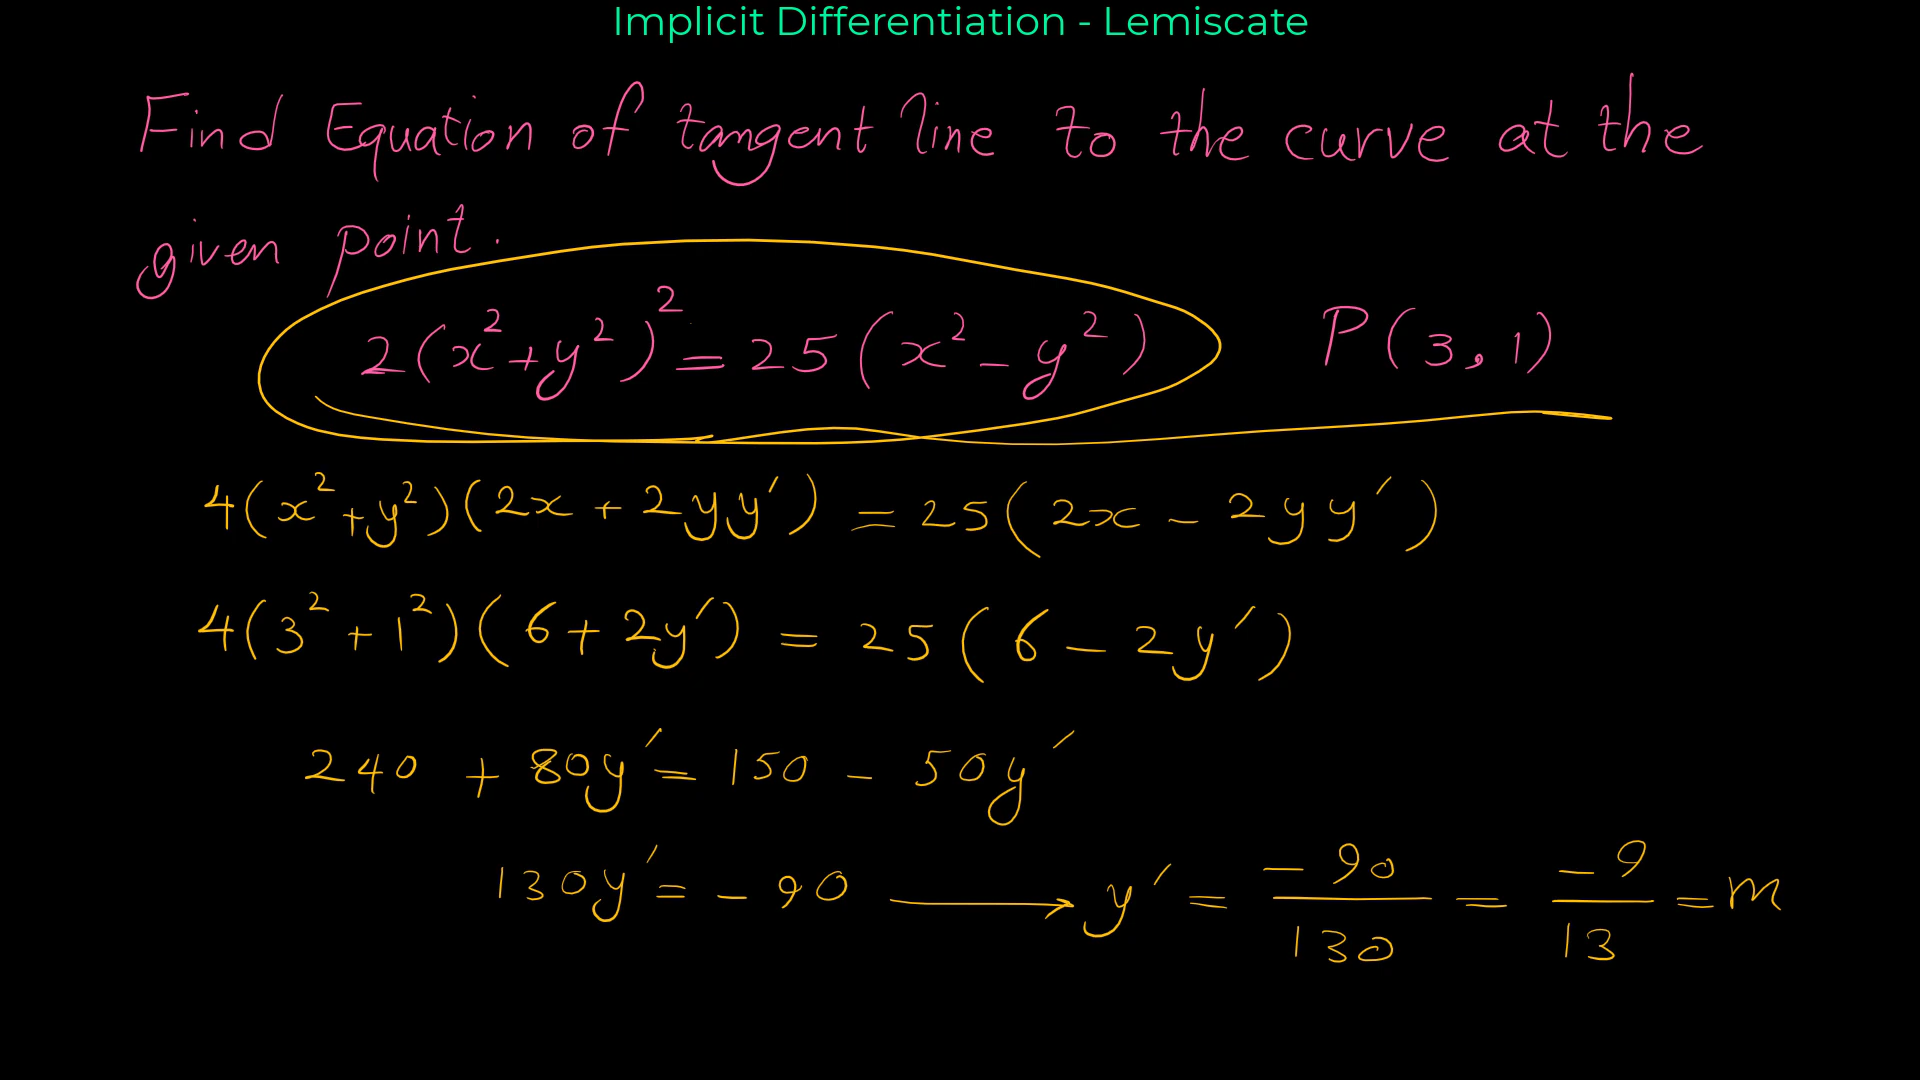 Implicit Differentiation - Lemiscate
Find Equation of tangent line to the curve at the
given point.
2(x²+y²)² = 25(x² - y²) P(3,1)
4(x²+y²)(2x + 2yy′) = 25(2x - 2yy′)
4(3² + 1²)(6 + 2y′) = 25(6 - 2y′)
240 + 80y′ = 150 - 50y′
130y′ = - 90 → y′ = -90/130 = -9/13 = m